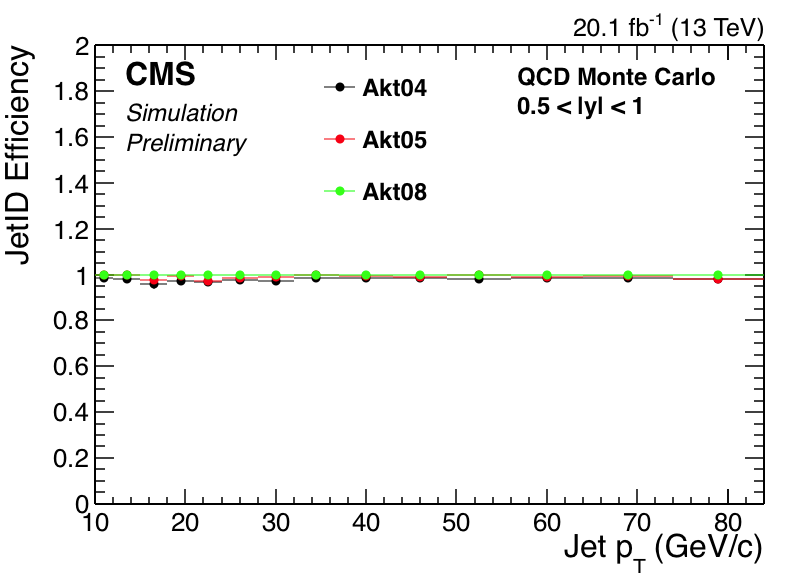 20.1 fb⁻¹ (13 TeV)
JetID Efficiency
2
1.8
1.6
1.4
1.2
1
0.8
0.6
0.4
0.2
0
CMS
Simulation
Preliminary
Akt04
Akt05
Akt08
QCD Monte Carlo
0.5 < |y| < 1
10 20 30 40 50 60 70 80
Jet p_T (GeV/c)